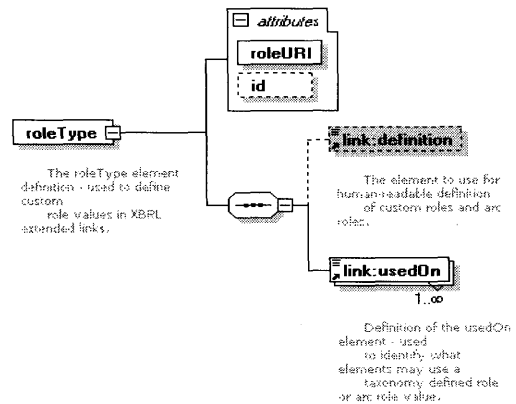 attributes
roleURI
id
roleType
The roleType element
definition - used to define
custom
role values in XBRL
extended links.
link:definition
The element to use for
human-readable definition
of custom roles and arc
roles.
link:usedOn
1..∞
Definition of the usedOn
element - used
to identify what
elements may use a
taxonomy defined role
or arc role value.